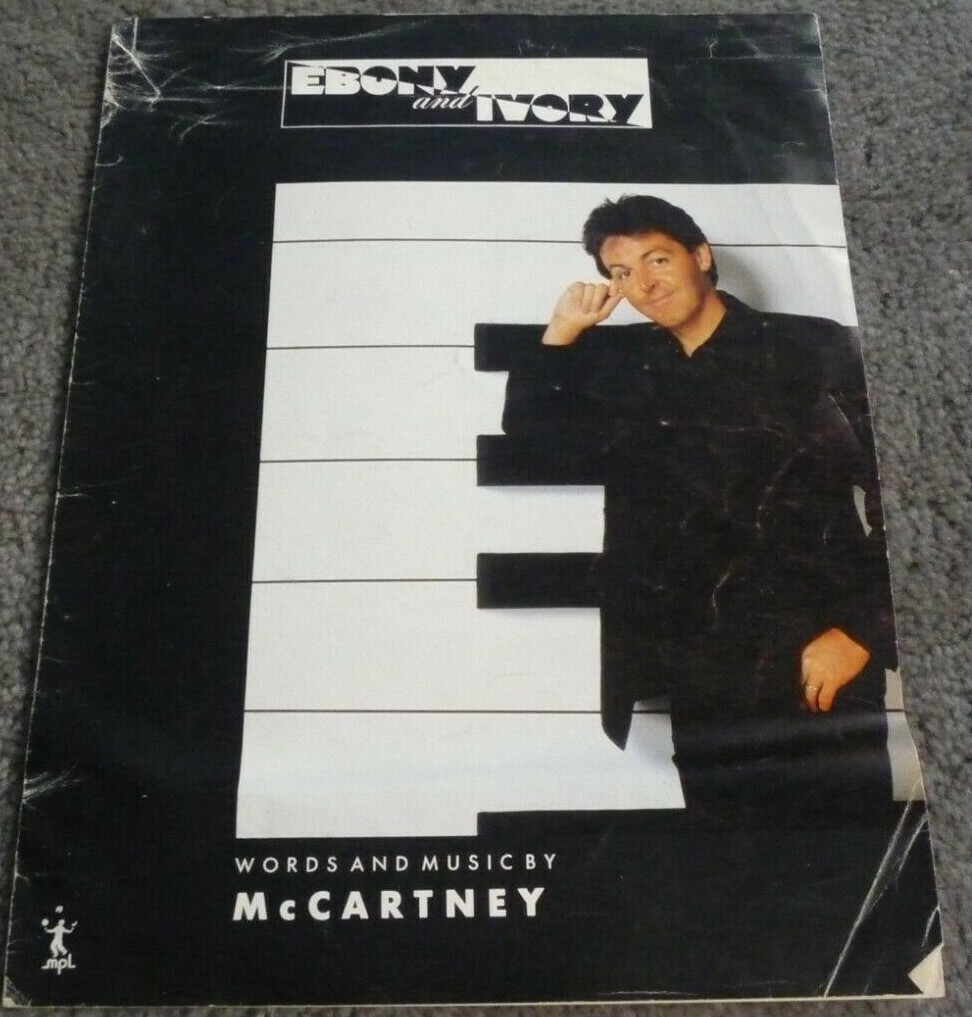 EBONY
and IVORY
WORDS AND MUSIC BY
McCARTNEY
mpl